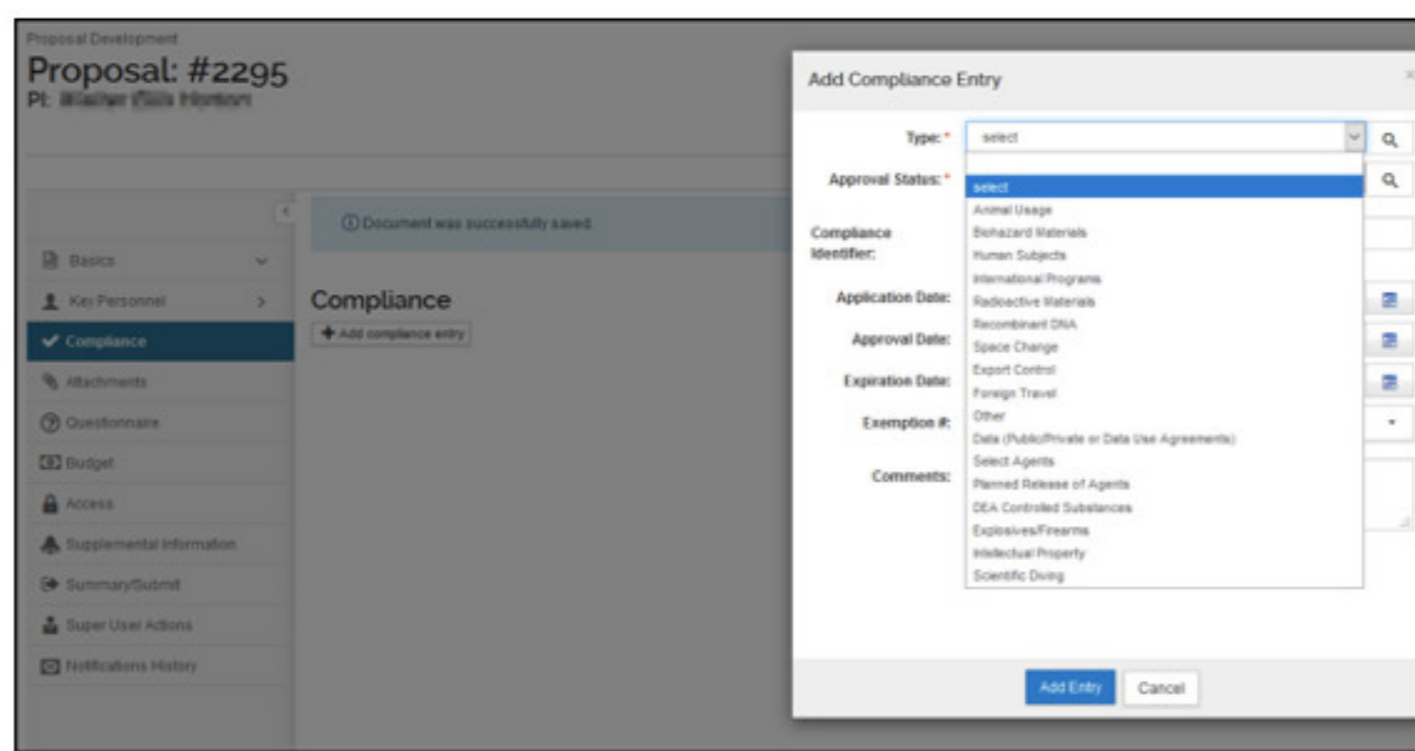 Proposal Development
Proposal: #2295
PI:
Document was successfully saved.
Basics
Key Personnel
Compliance
Attachments
Questionnaire
Budget
Access
Supplemental Information
Summary/Submit
Super User Actions
Notifications History
Compliance
Add compliance entry
Add Compliance Entry
Type: * select
Approval Status: *
select
Animal Usage
Biohazard Materials
Human Subjects
International Programs
Radioactive Materials
Recombinant DNA
Space Change
Export Control
Foreign Travel
Other
Data (Public/Private or Data Use Agreements)
Select Agents
Planned Release of Agents
DEA Controlled Substances
Explosives/Firearms
Intellectual Property
Scientific Diving
Compliance
Identifier:
Application Date:
Approval Date:
Expiration Date:
Exemption #:
Comments:
Add Entry
Cancel